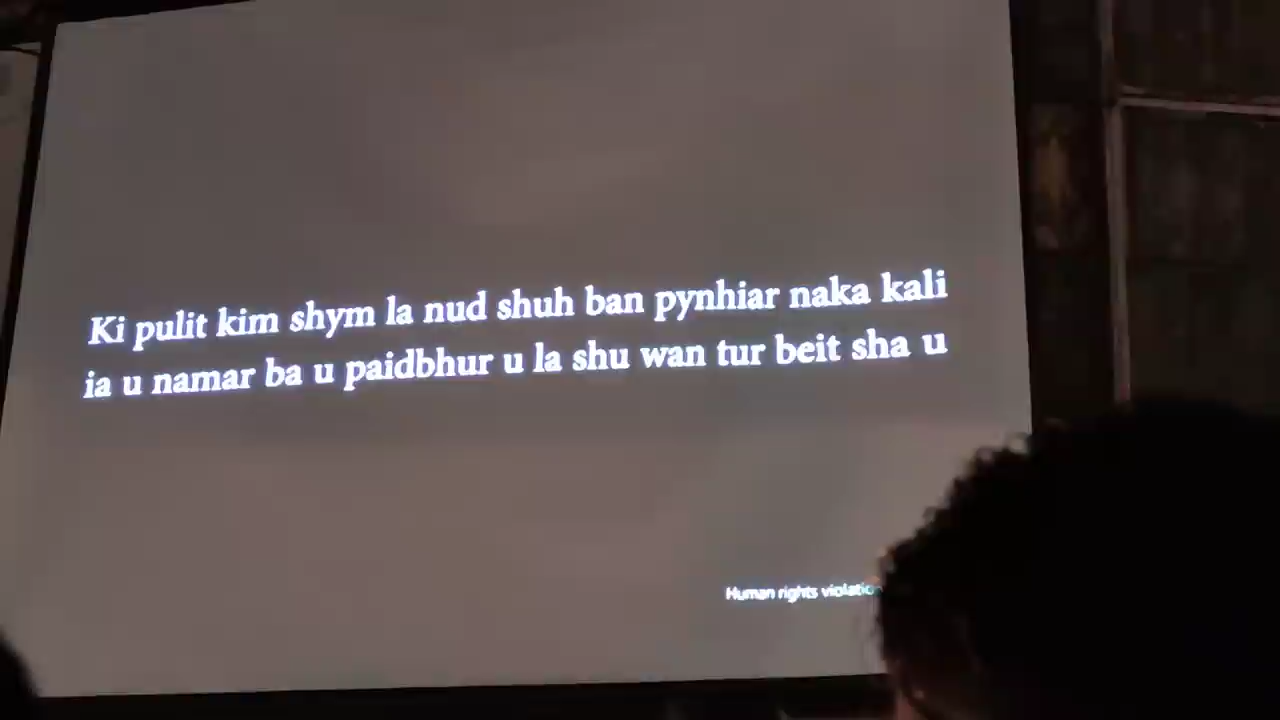 Ki pulit kim shym la nud shuh ban pynhiar naka kali
ia u namar ba u paidbhur u la shu wan tur beit sha u
Human rights